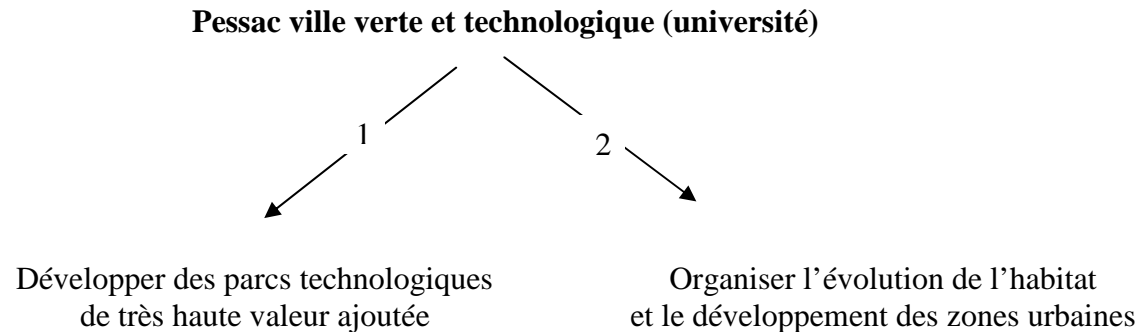 Pessac ville verte et technologique (université)
1
2
Développer des parcs technologiques
de très haute valeur ajoutée
Organiser l’évolution de l’habitat
et le développement des zones urbaines